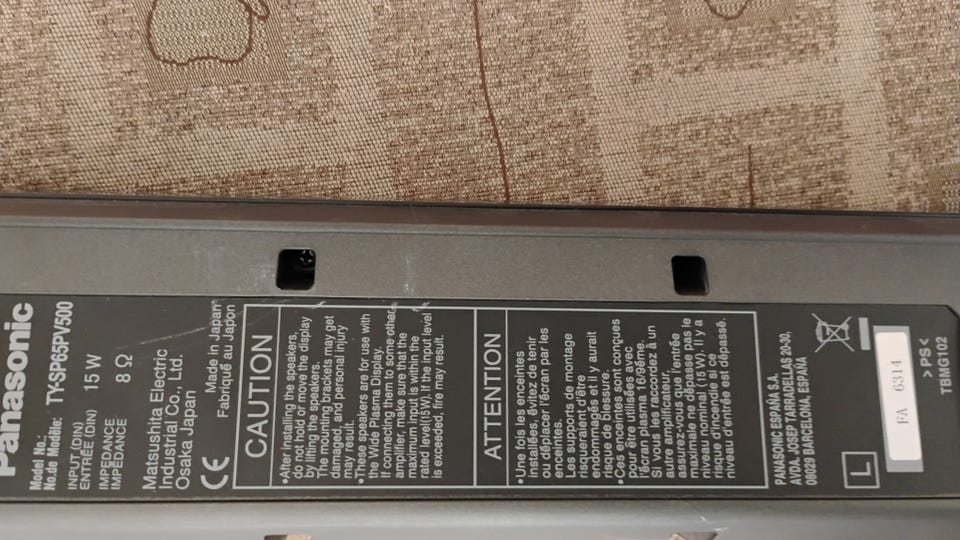 Panasonic
Model No.:
No.de Modèle: TY-SP65PV500
INPUT (DIN)
ENTRÉE (DIN) 15 W
IMPEDANCE
IMPÉDANCE 8 Ω
Matsushita Electric
Industrial Co., Ltd.
Osaka Japan
Made in Japan
Fabriqué au Japon
CE
CAUTION
•After installing the speakers,
do not hold or move the display
by lifting the speakers.
The mounting brackets may get
damaged, and personal injury
may result.
•These speakers are for use with
the Wide Plasma Display.
If connecting them to some other
amplifier, make sure that the
maximum input is within the
rated level(15W). If the input level
is exceeded, fire may result.
ATTENTION
•Une fois les enceintes
installées, évitez de tenir
ou déplacer l'écran par les
enceintes.
Les supports de montage
risqueraient d'être
endommagés et il y aurait
risque de blessure.
•Ces enceintes sont conçues
pour être utilisées avec
l'écran plasma 16/9ème.
Si vous les raccordez à un
autre amplificateur,
assurez-vous que l'entrée
maximale ne dépasse pas le
niveau nominal (15W). Il y a
risque d'incendie si ce
niveau d'entrée est dépassé.
PANASONIC ESPAÑA S.A.
AVDA. JOSEP TARRADELLAS 20-30,
08029 BARCELONA, ESPAÑA
L
FA 6314
> PS <
TBMG102